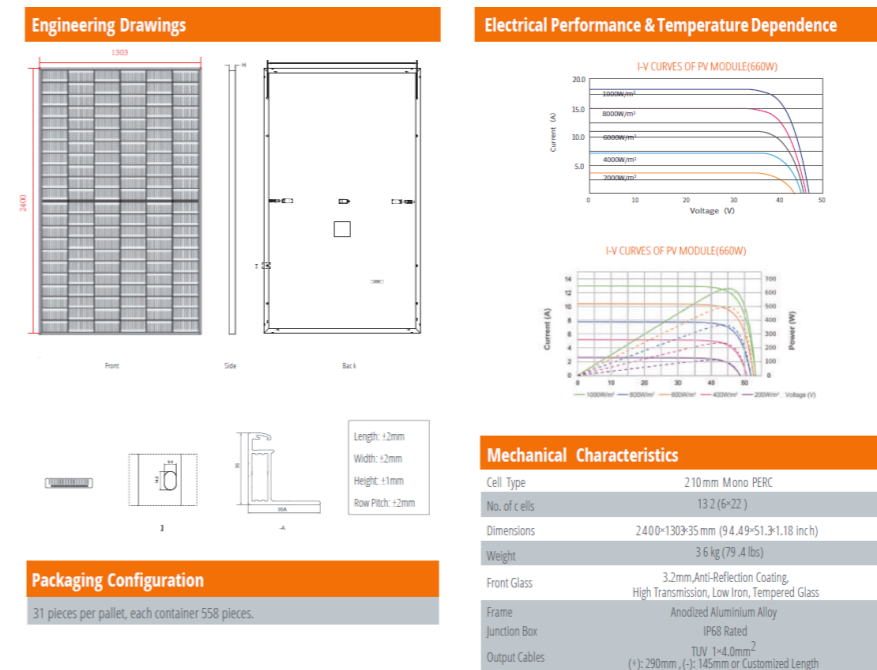 Engineering Drawings
1303
H
2400
Front
Side
Back
Length: ±2mm
Width: ±2mm
Height: ±1mm
Row Pitch: ±2mm
J
-A
Packaging Configuration
31 pieces per pallet, each container 558 pieces.
Electrical Performance & Temperature Dependence
I-V CURVES OF PV MODULE(660W)
20.0
15.0
10.0
5.0
Current (A)
1000W/m²
8000W/m²
6000W/m²
4000W/m²
2000W/m²
0 10 20 30 40 50
Voltage (V)
I-V CURVES OF PV MODULE(660W)
14 700
12 600
10 500
8 400
6 300
4 200
2 100
0 0
Current (A)
Power (W)
0 10 20 30 40 50
1000W/m² 800W/m² 600W/m² 400W/m² 200W/m² Voltage (V)
Mechanical Characteristics
Cell Type 210mm Mono PERC
No. of cells 132 (6×22)
Dimensions 2400×1303×35mm (94.49×51.3×1.18 inch)
Weight 36kg (79.4 lbs)
Front Glass 3.2mm,Anti-Reflection Coating,
High Transmission, Low Iron, Tempered Glass
Frame Anodized Aluminium Alloy
Junction Box IP68 Rated
Output Cables TUV 1×4.0mm²
(+): 290mm , (-): 145mm or Customized Length